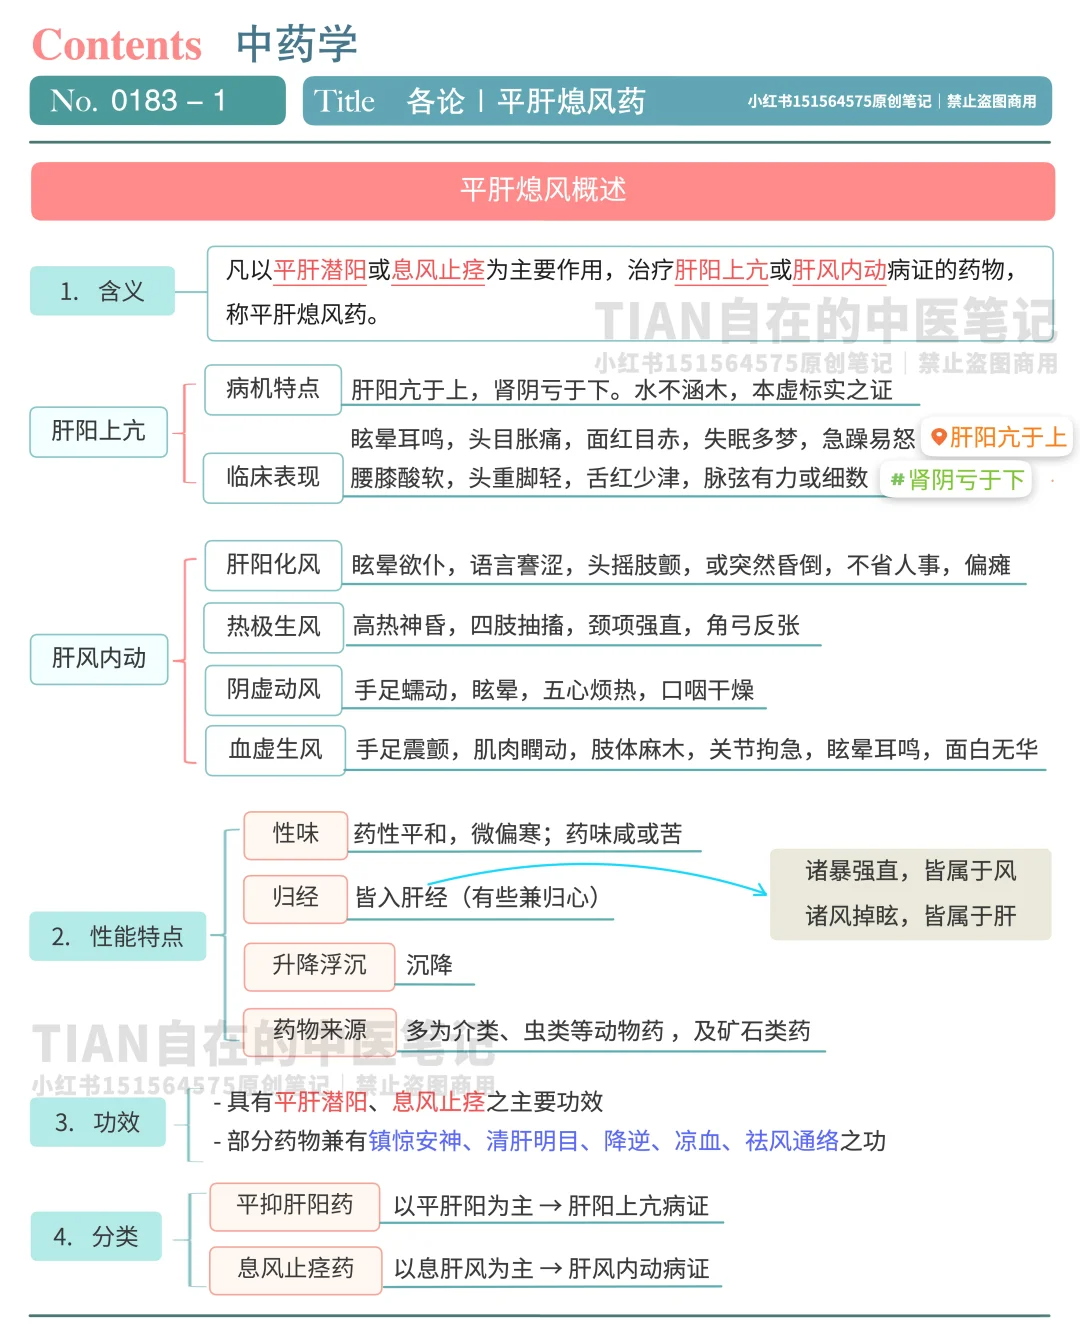 Contents 中药学
No. 0183 – 1
Title 各论｜平肝熄风药 小红书151564575原创笔记｜禁止盗图商用
平肝熄风概述
1. 含义
凡以平肝潜阳或息风止痉为主要作用，治疗肝阳上亢或肝风内动病证的药物，
称平肝熄风药。
TIAN自在的中医笔记
小红书151564575原创笔记｜禁止盗图商用
肝阳上亢
病机特点 肝阳亢于上，肾阴亏于下。水不涵木，本虚标实之证
临床表现
眩晕耳鸣，头目胀痛，面红目赤，失眠多梦，急躁易怒 肝阳亢于上
腰膝酸软，头重脚轻，舌红少津，脉弦有力或细数 #肾阴亏于下
肝风内动
肝阳化风 眩晕欲仆，语言謇涩，头摇肢颤，或突然昏倒，不省人事，偏瘫
热极生风 高热神昏，四肢抽搐，颈项强直，角弓反张
阴虚动风 手足蠕动，眩晕，五心烦热，口咽干燥
血虚生风 手足震颤，肌肉瞤动，肢体麻木，关节拘急，眩晕耳鸣，面白无华
2. 性能特点
性味 药性平和，微偏寒；药味咸或苦
归经 皆入肝经（有些兼归心）
诸暴强直，皆属于风
诸风掉眩，皆属于肝
升降浮沉 沉降
药物来源 多为介类、虫类等动物药 ，及矿石类药
TIAN自在的中医笔记
小红书151564575原创笔记｜禁止盗图商用
3. 功效
- 具有平肝潜阳、息风止痉之主要功效
- 部分药物兼有镇惊安神、清肝明目、降逆、凉血、祛风通络之功
4. 分类
平抑肝阳药 以平肝阳为主 → 肝阳上亢病证
息风止痉药 以息肝风为主 → 肝风内动病证